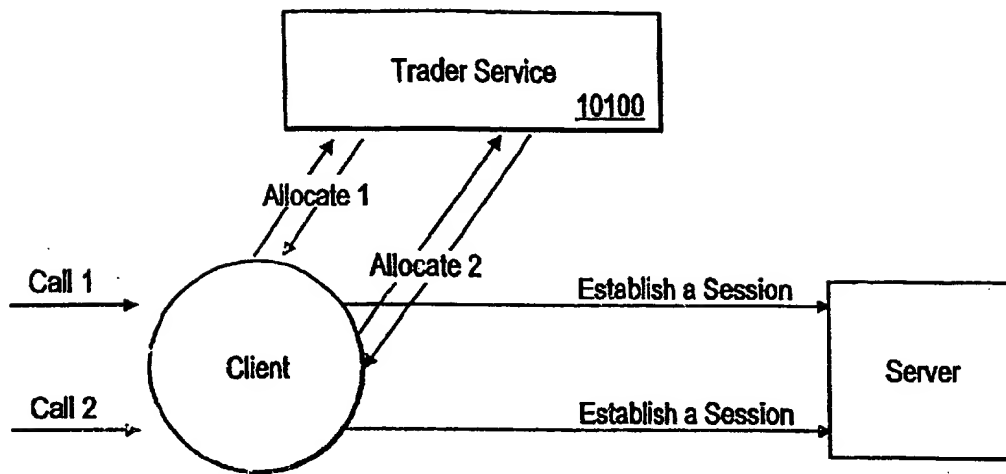 Trader Service
10100
Allocate 1
Allocate 2
Call 1
Establish a Session
Client
Server
Call 2
Establish a Session